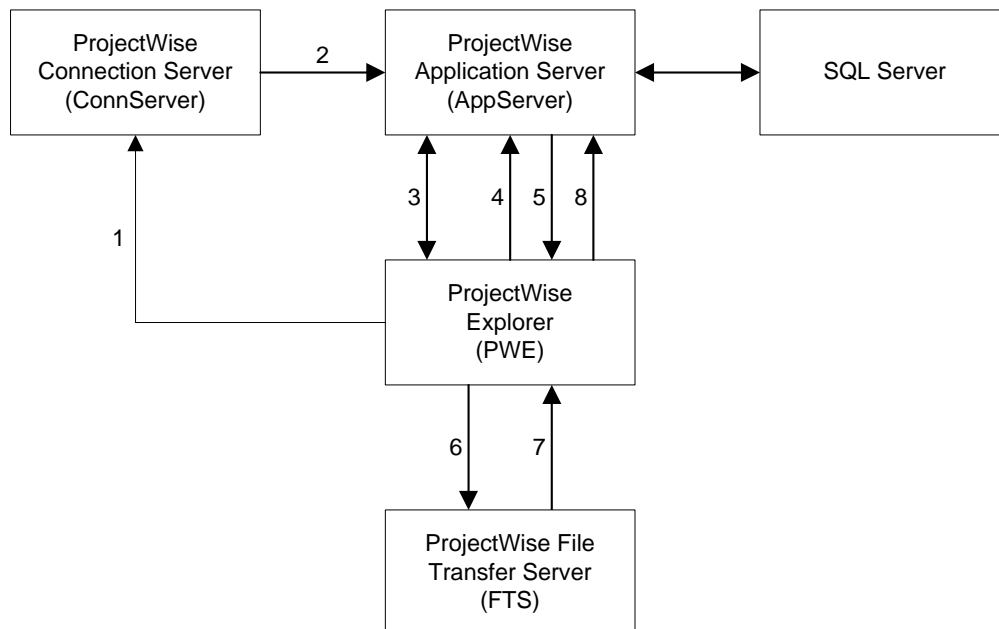 ProjectWise
Connection Server
(ConnServer)
2
ProjectWise
Application Server
(AppServer)
SQL Server
1
3
4
5
8
ProjectWise
Explorer
(PWE)
6
7
ProjectWise File
Transfer Server
(FTS)